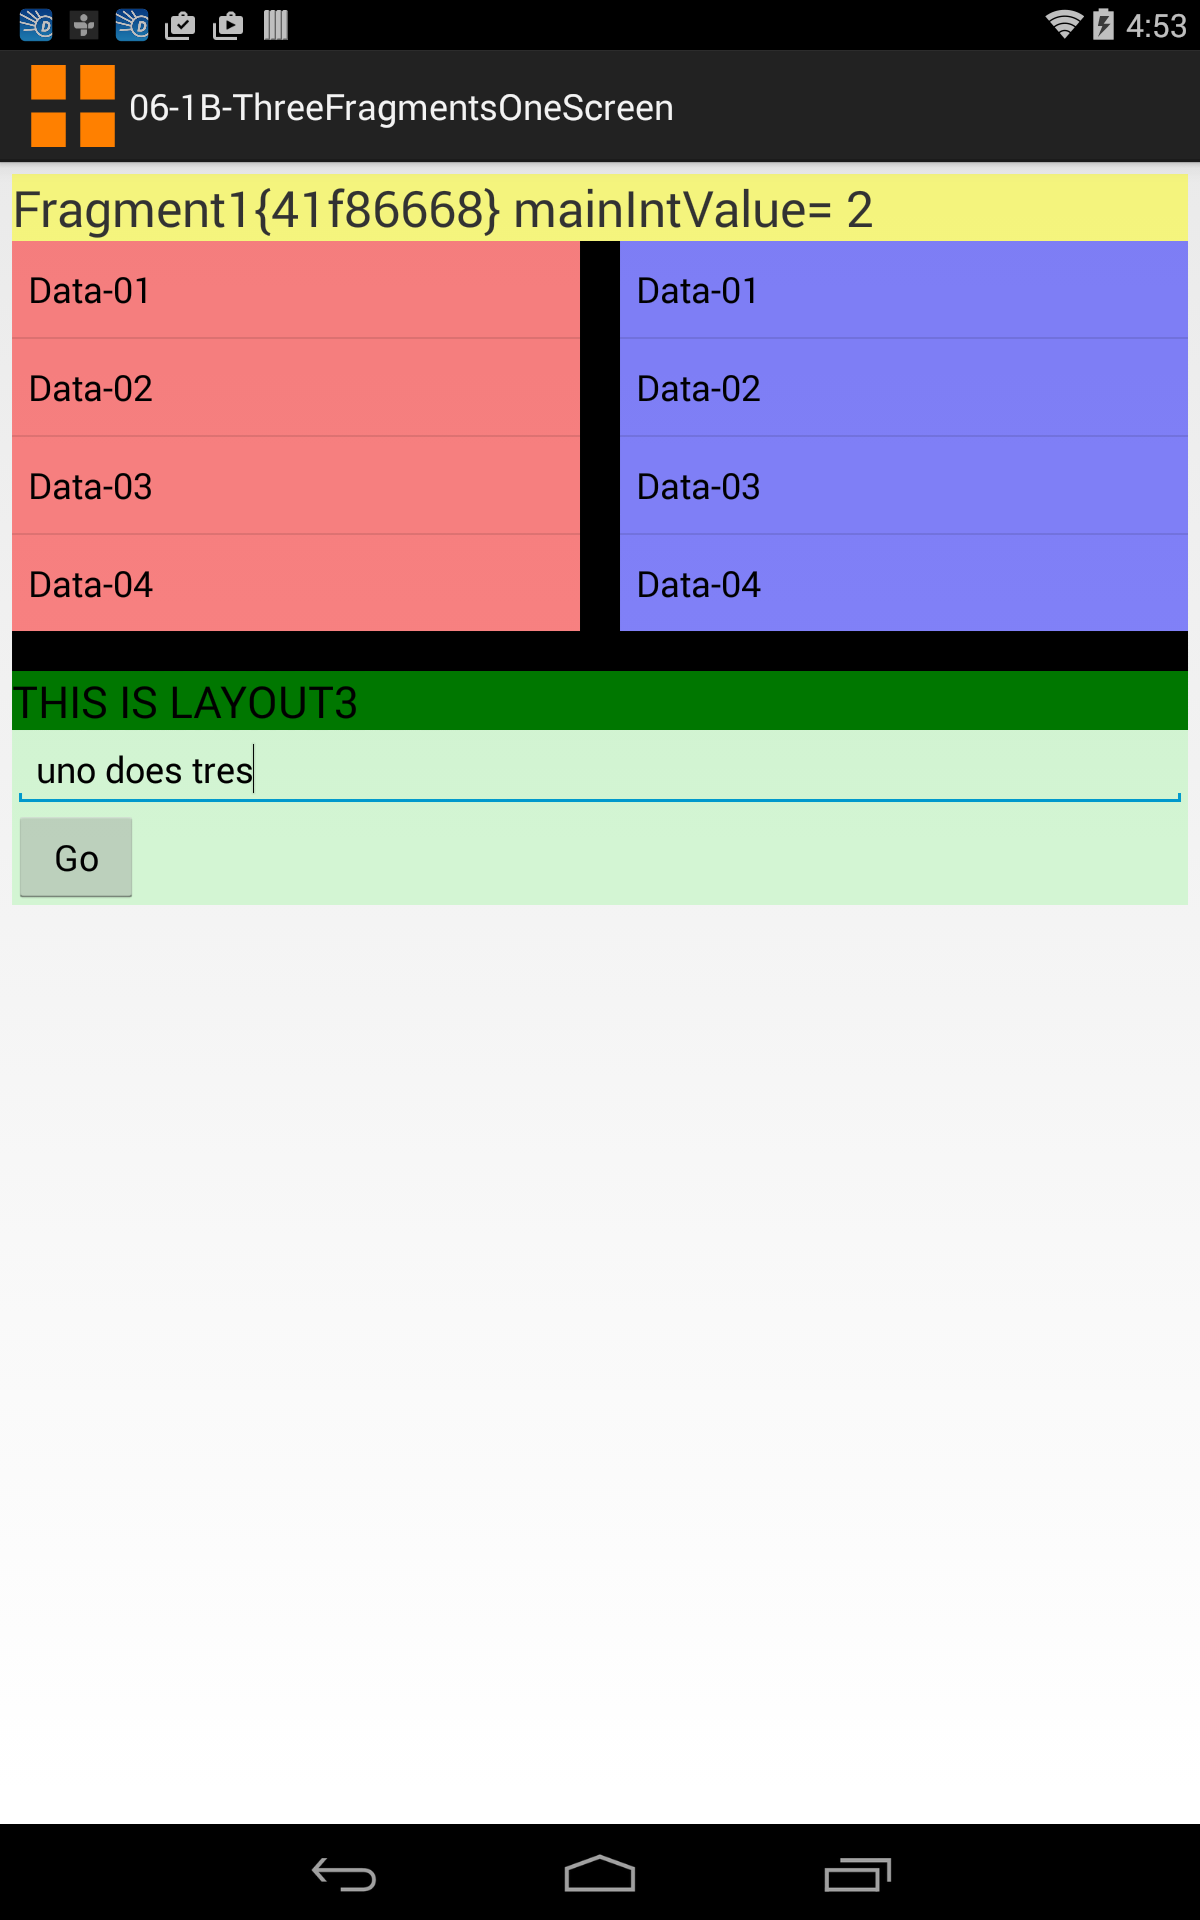 4:53
06-1B-ThreeFragmentsOneScreen
Fragment1{41f86668} mainIntValue= 2
Data-01 Data-01
Data-02 Data-02
Data-03 Data-03
Data-04 Data-04
THIS IS LAYOUT3
uno does tres
Go